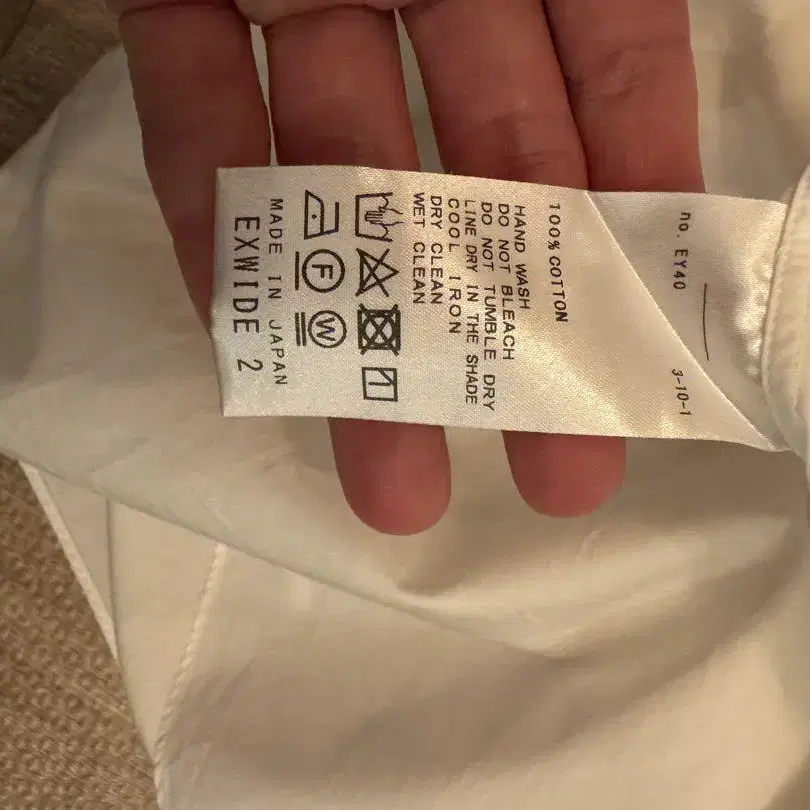 no. EY40
3-10-1
100% COTTON
HAND WASH
DO NOT BLEACH
DO NOT TUMBLE DRY
LINE DRY IN THE SHADE
COOL IRON
DRY CLEAN
WET CLEAN
F
W
MADE IN JAPAN
EXWIDE 2